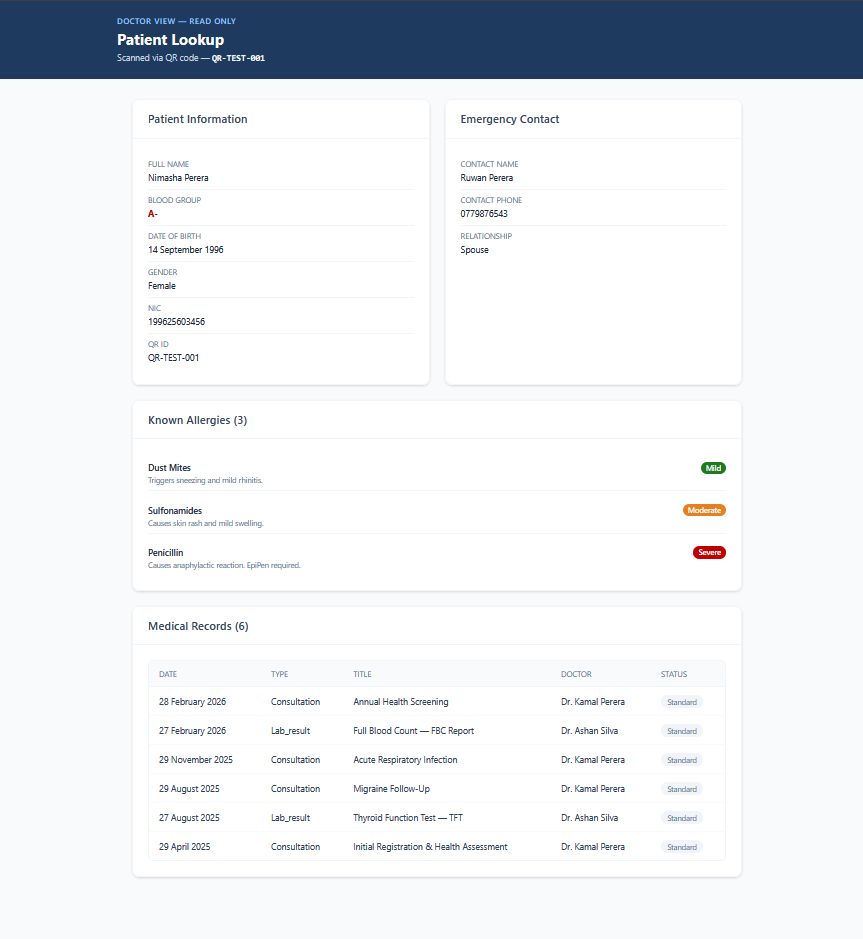 DOCTOR VIEW — READ ONLY
Patient Lookup
Scanned via QR code — QR-TEST-001
Patient Information
FULL NAME
Nimasha Perera
BLOOD GROUP
A-
DATE OF BIRTH
14 September 1996
GENDER
Female
NIC
199625603456
QR ID
QR-TEST-001
Emergency Contact
CONTACT NAME
Ruwan Perera
CONTACT PHONE
0779876543
RELATIONSHIP
Spouse
Known Allergies (3)
Dust Mites
Mild
Triggers sneezing and mild rhinitis.
Sulfonamides
Moderate
Causes skin rash and mild swelling.
Penicillin
Severe
Causes anaphylactic reaction. EpiPen required.
Medical Records (6)
DATE TYPE TITLE DOCTOR STATUS
28 February 2026 Consultation Annual Health Screening Dr. Kamal Perera Standard
27 February 2026 Lab_result Full Blood Count — FBC Report Dr. Ashan Silva Standard
29 November 2025 Consultation Acute Respiratory Infection Dr. Kamal Perera Standard
29 August 2025 Consultation Migraine Follow-Up Dr. Kamal Perera Standard
27 August 2025 Lab_result Thyroid Function Test — TFT Dr. Ashan Silva Standard
29 April 2025 Consultation Initial Registration & Health Assessment Dr. Kamal Perera Standard